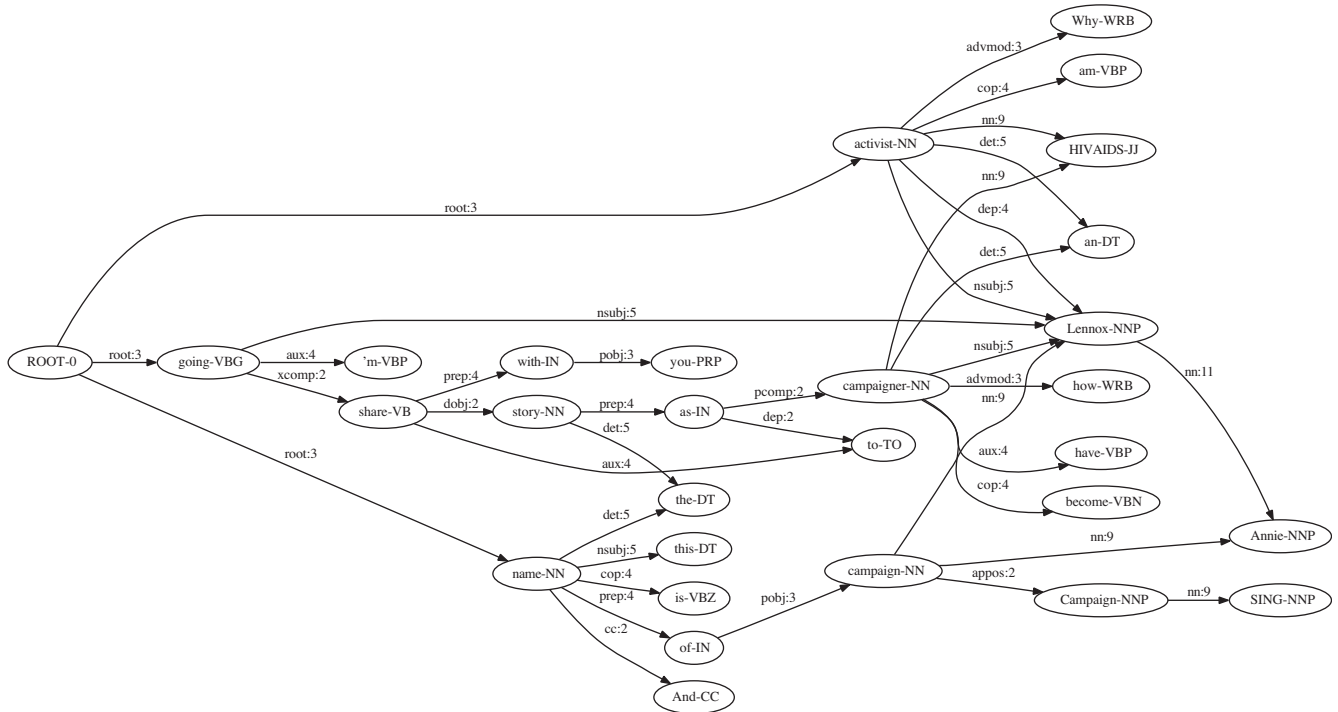 Why-WRB
advmod:3
am-VBP
cop:4
nn:9
activist-NN
HIVAIDS-JJ
det:5
nn:9
root:3
dep:4
an-DT
det:5
nsubj:5
nsubj:5
Lennox-NNP
ROOT-0
root:3
going-VBG
aux:4
'm-VBP
with-IN
pobj:3
you-PRP
nsubj:5
nn:11
xcomp:2
prep:4
pcomp:2
campaigner-NN
advmod:3
how-WRB
share-VB
dobj:2
story-NN
prep:4
as-IN
nn:9
dep:2
det:5
to-TO
root:3
aux:4
aux:4
have-VBP
cop:4
the-DT
become-VBN
det:5
nn:9
Annie-NNP
nsubj:5
this-DT
name-NN
cop:4
campaign-NN
appos:2
prep:4
is-VBZ
pobj:3
Campaign-NNP
nn:9
SING-NNP
cc:2
of-IN
And-CC